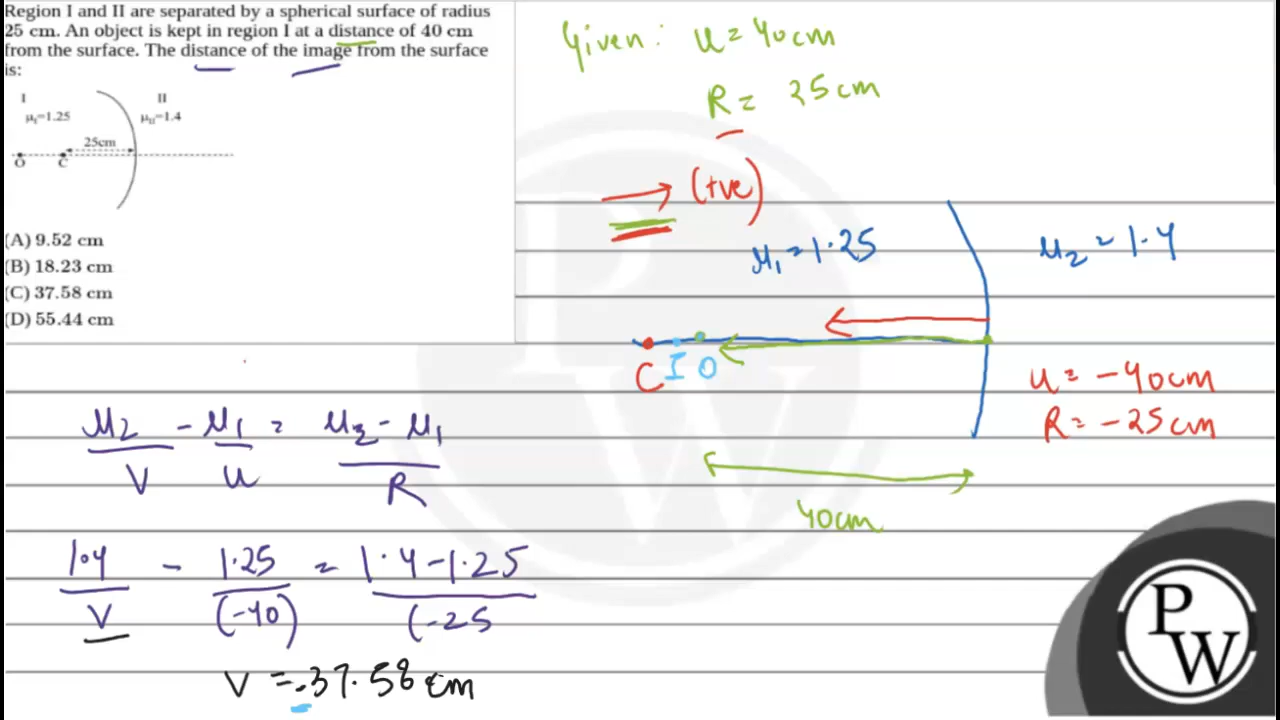 Region I and II are separated by a spherical surface of radius
25 cm. An object is kept in region I at a distance of 40 cm
from the surface. The distance of the image from the surface
is:
I II
μI=1.25 μII=1.4
25cm
O C
(A) 9.52 cm
(B) 18.23 cm
(C) 37.58 cm
(D) 55.44 cm
Given: u = 40cm
R = 25cm
(+ve)
μ1 = 1.25 μ2 = 1.4
C I O
u = -40cm
R = -25cm
40cm
μ2/V - μ1/u = μ2 - μ1/R
1.4/V - 1.25/(-40) = 1.4 - 1.25/(-25
V = -37.58 cm
P
W
P
W